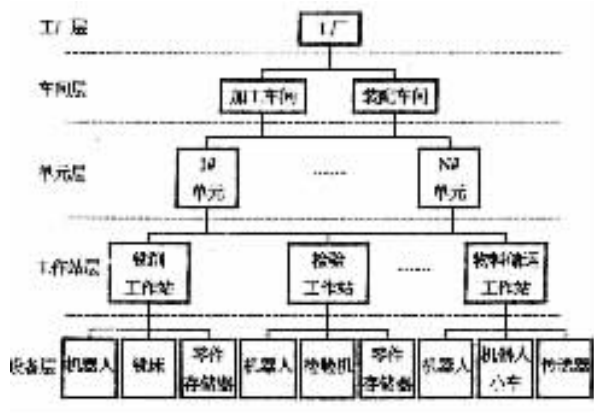 工厂层
工厂
车间层
加工车间
装配车间
单元层
1#
单元
……
N#
单元
工作站层
铣削
工作站
检验
工作站
……
物料储运
工作站
设备层
机器人
铣床
零件
存储器
机器人
检验机
零件
存储器
机器人
机器人
小车
传送器